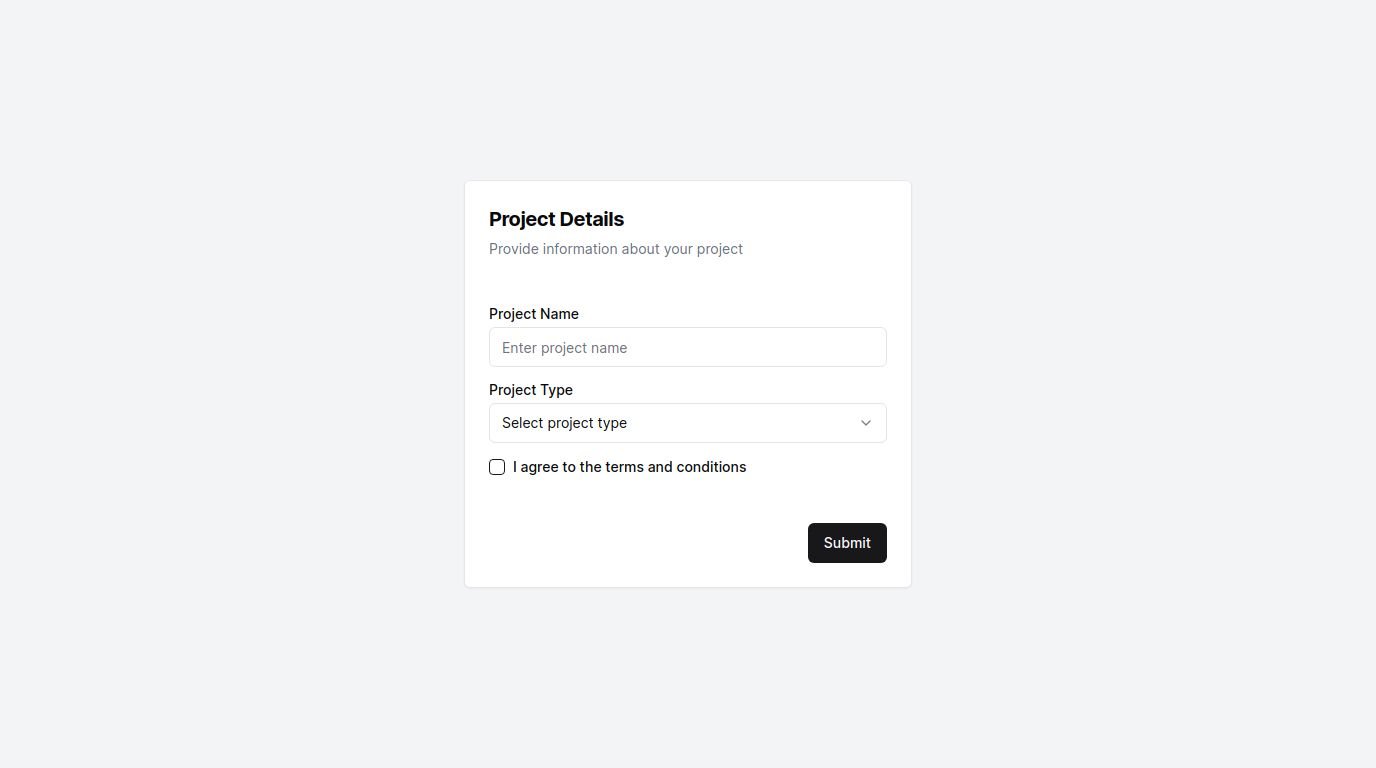 Project Details
Provide information about your project
Project Name
Enter project name
Project Type
Select project type
I agree to the terms and conditions
Submit